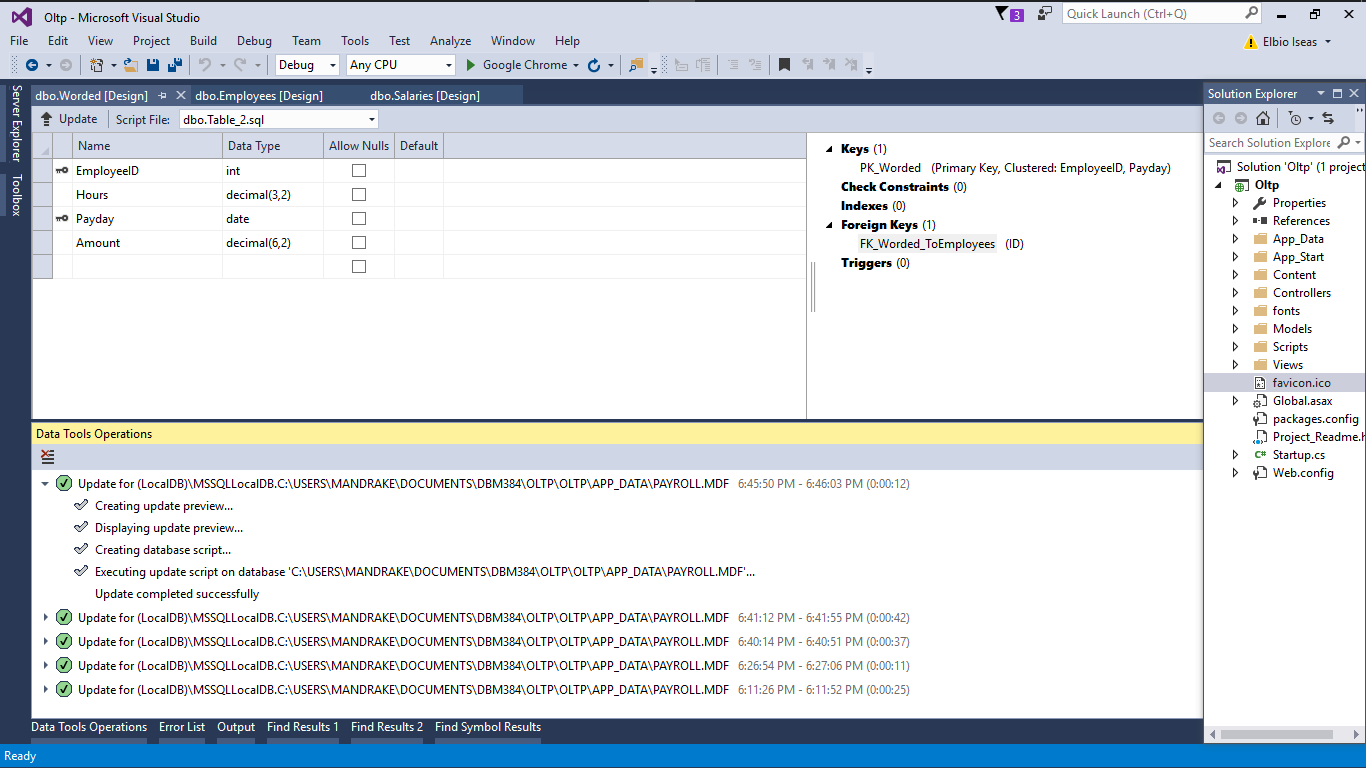 Oltp - Microsoft Visual Studio
3
Quick Launch (Ctrl+Q)
File Edit View Project Build Debug Team Tools Test Analyze Window Help
Elbio Iseas
Debug Any CPU Google Chrome
Server Explorer
Toolbox
dbo.Worded [Design] dbo.Employees [Design] dbo.Salaries [Design]
Update Script File: dbo.Table_2.sql
Name Data Type Allow Nulls Default
EmployeeID int
Hours decimal(3,2)
Payday date
Amount decimal(6,2)
Keys (1)
PK_Worded (Primary Key, Clustered: EmployeeID, Payday)
Check Constraints (0)
Indexes (0)
Foreign Keys (1)
FK_Worded_ToEmployees (ID)
Triggers (0)
Data Tools Operations
Update for (LocalDB)\MSSQLLocalDB.C:\USERS\MANDRAKE\DOCUMENTS\DBM384\OLTP\OLTP\APP_DATA\PAYROLL.MDF 6:45:50 PM - 6:46:03 PM (0:00:12)
Creating update preview...
Displaying update preview...
Creating database script...
Executing update script on database 'C:\USERS\MANDRAKE\DOCUMENTS\DBM384\OLTP\OLTP\APP_DATA\PAYROLL.MDF'...
Update completed successfully
Update for (LocalDB)\MSSQLLocalDB.C:\USERS\MANDRAKE\DOCUMENTS\DBM384\OLTP\OLTP\APP_DATA\PAYROLL.MDF 6:41:12 PM - 6:41:55 PM (0:00:42)
Update for (LocalDB)\MSSQLLocalDB.C:\USERS\MANDRAKE\DOCUMENTS\DBM384\OLTP\OLTP\APP_DATA\PAYROLL.MDF 6:40:14 PM - 6:40:51 PM (0:00:37)
Update for (LocalDB)\MSSQLLocalDB.C:\USERS\MANDRAKE\DOCUMENTS\DBM384\OLTP\OLTP\APP_DATA\PAYROLL.MDF 6:26:54 PM - 6:27:06 PM (0:00:11)
Update for (LocalDB)\MSSQLLocalDB.C:\USERS\MANDRAKE\DOCUMENTS\DBM384\OLTP\OLTP\APP_DATA\PAYROLL.MDF 6:11:26 PM - 6:11:52 PM (0:00:25)
Data Tools Operations Error List Output Find Results 1 Find Results 2 Find Symbol Results
Ready
Solution Explorer
Search Solution Explore
Solution 'Oltp' (1 project
Oltp
Properties
References
App_Data
App_Start
Content
Controllers
fonts
Models
Scripts
Views
favicon.ico
Global.asax
packages.config
Project_Readme.h
Startup.cs
Web.config